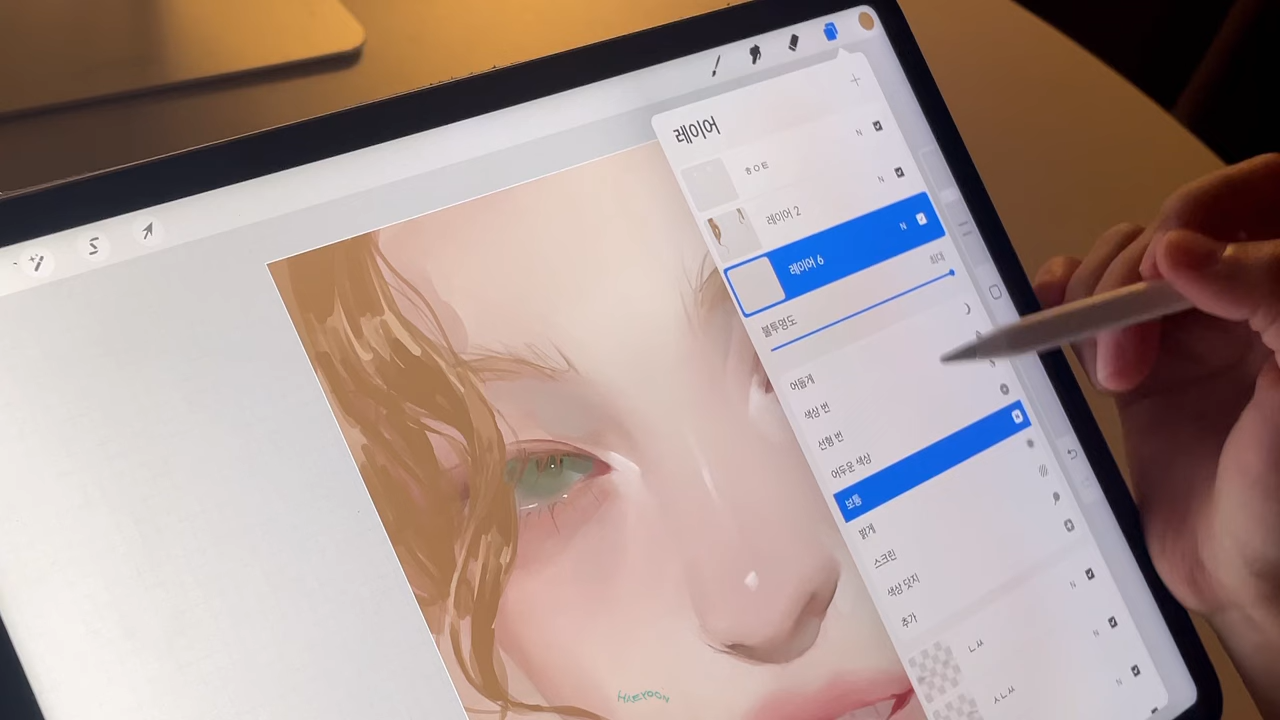 레이어
ㅎㅇㅌ
N
레이어 2
N
레이어 6
N
불투명도
최대
어둡게
색상 번
선형 번
어두운 색상
보통
N
밝게
스크린
색상 닷지
추가
ㄴㅆ
N
ㅅㄴㅆ
N
N
HAEYOON